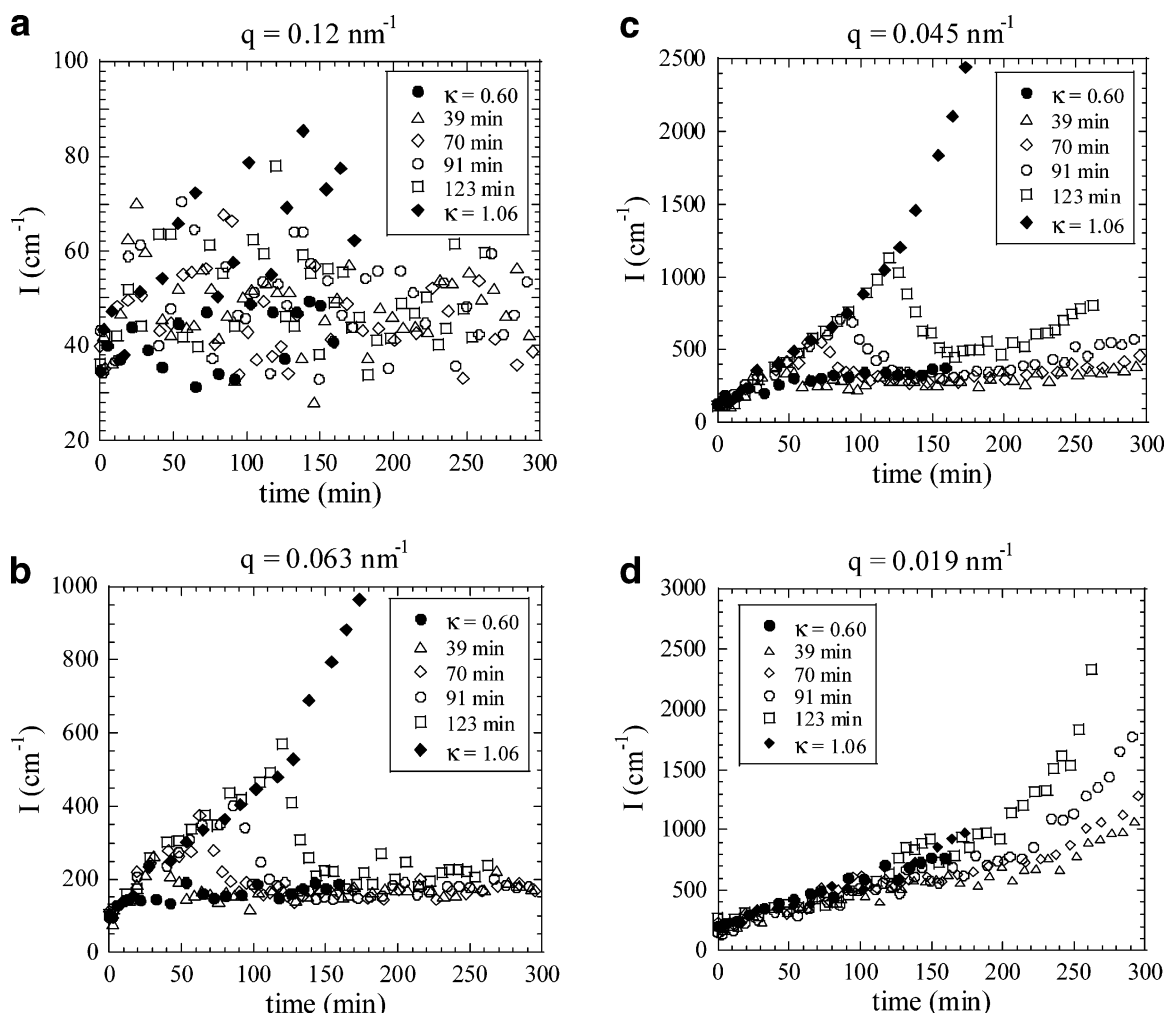 a
q = 0.12 nm⁻¹
100
80
60
40
20
I (cm⁻¹)
κ = 0.60
39 min
70 min
91 min
123 min
κ = 1.06
0 50 100 150 200 250 300
time (min)
b
q = 0.063 nm⁻¹
1000
800
600
400
200
0
I (cm⁻¹)
κ = 0.60
39 min
70 min
91 min
123 min
κ = 1.06
0 50 100 150 200 250 300
time (min)
c
q = 0.045 nm⁻¹
2500
2000
1500
1000
500
0
I (cm⁻¹)
κ = 0.60
39 min
70 min
91 min
123 min
κ = 1.06
0 50 100 150 200 250 300
time (min)
d
q = 0.019 nm⁻¹
3000
2500
2000
1500
1000
500
0
I (cm⁻¹)
κ = 0.60
39 min
70 min
91 min
123 min
κ = 1.06
0 50 100 150 200 250 300
time (min)